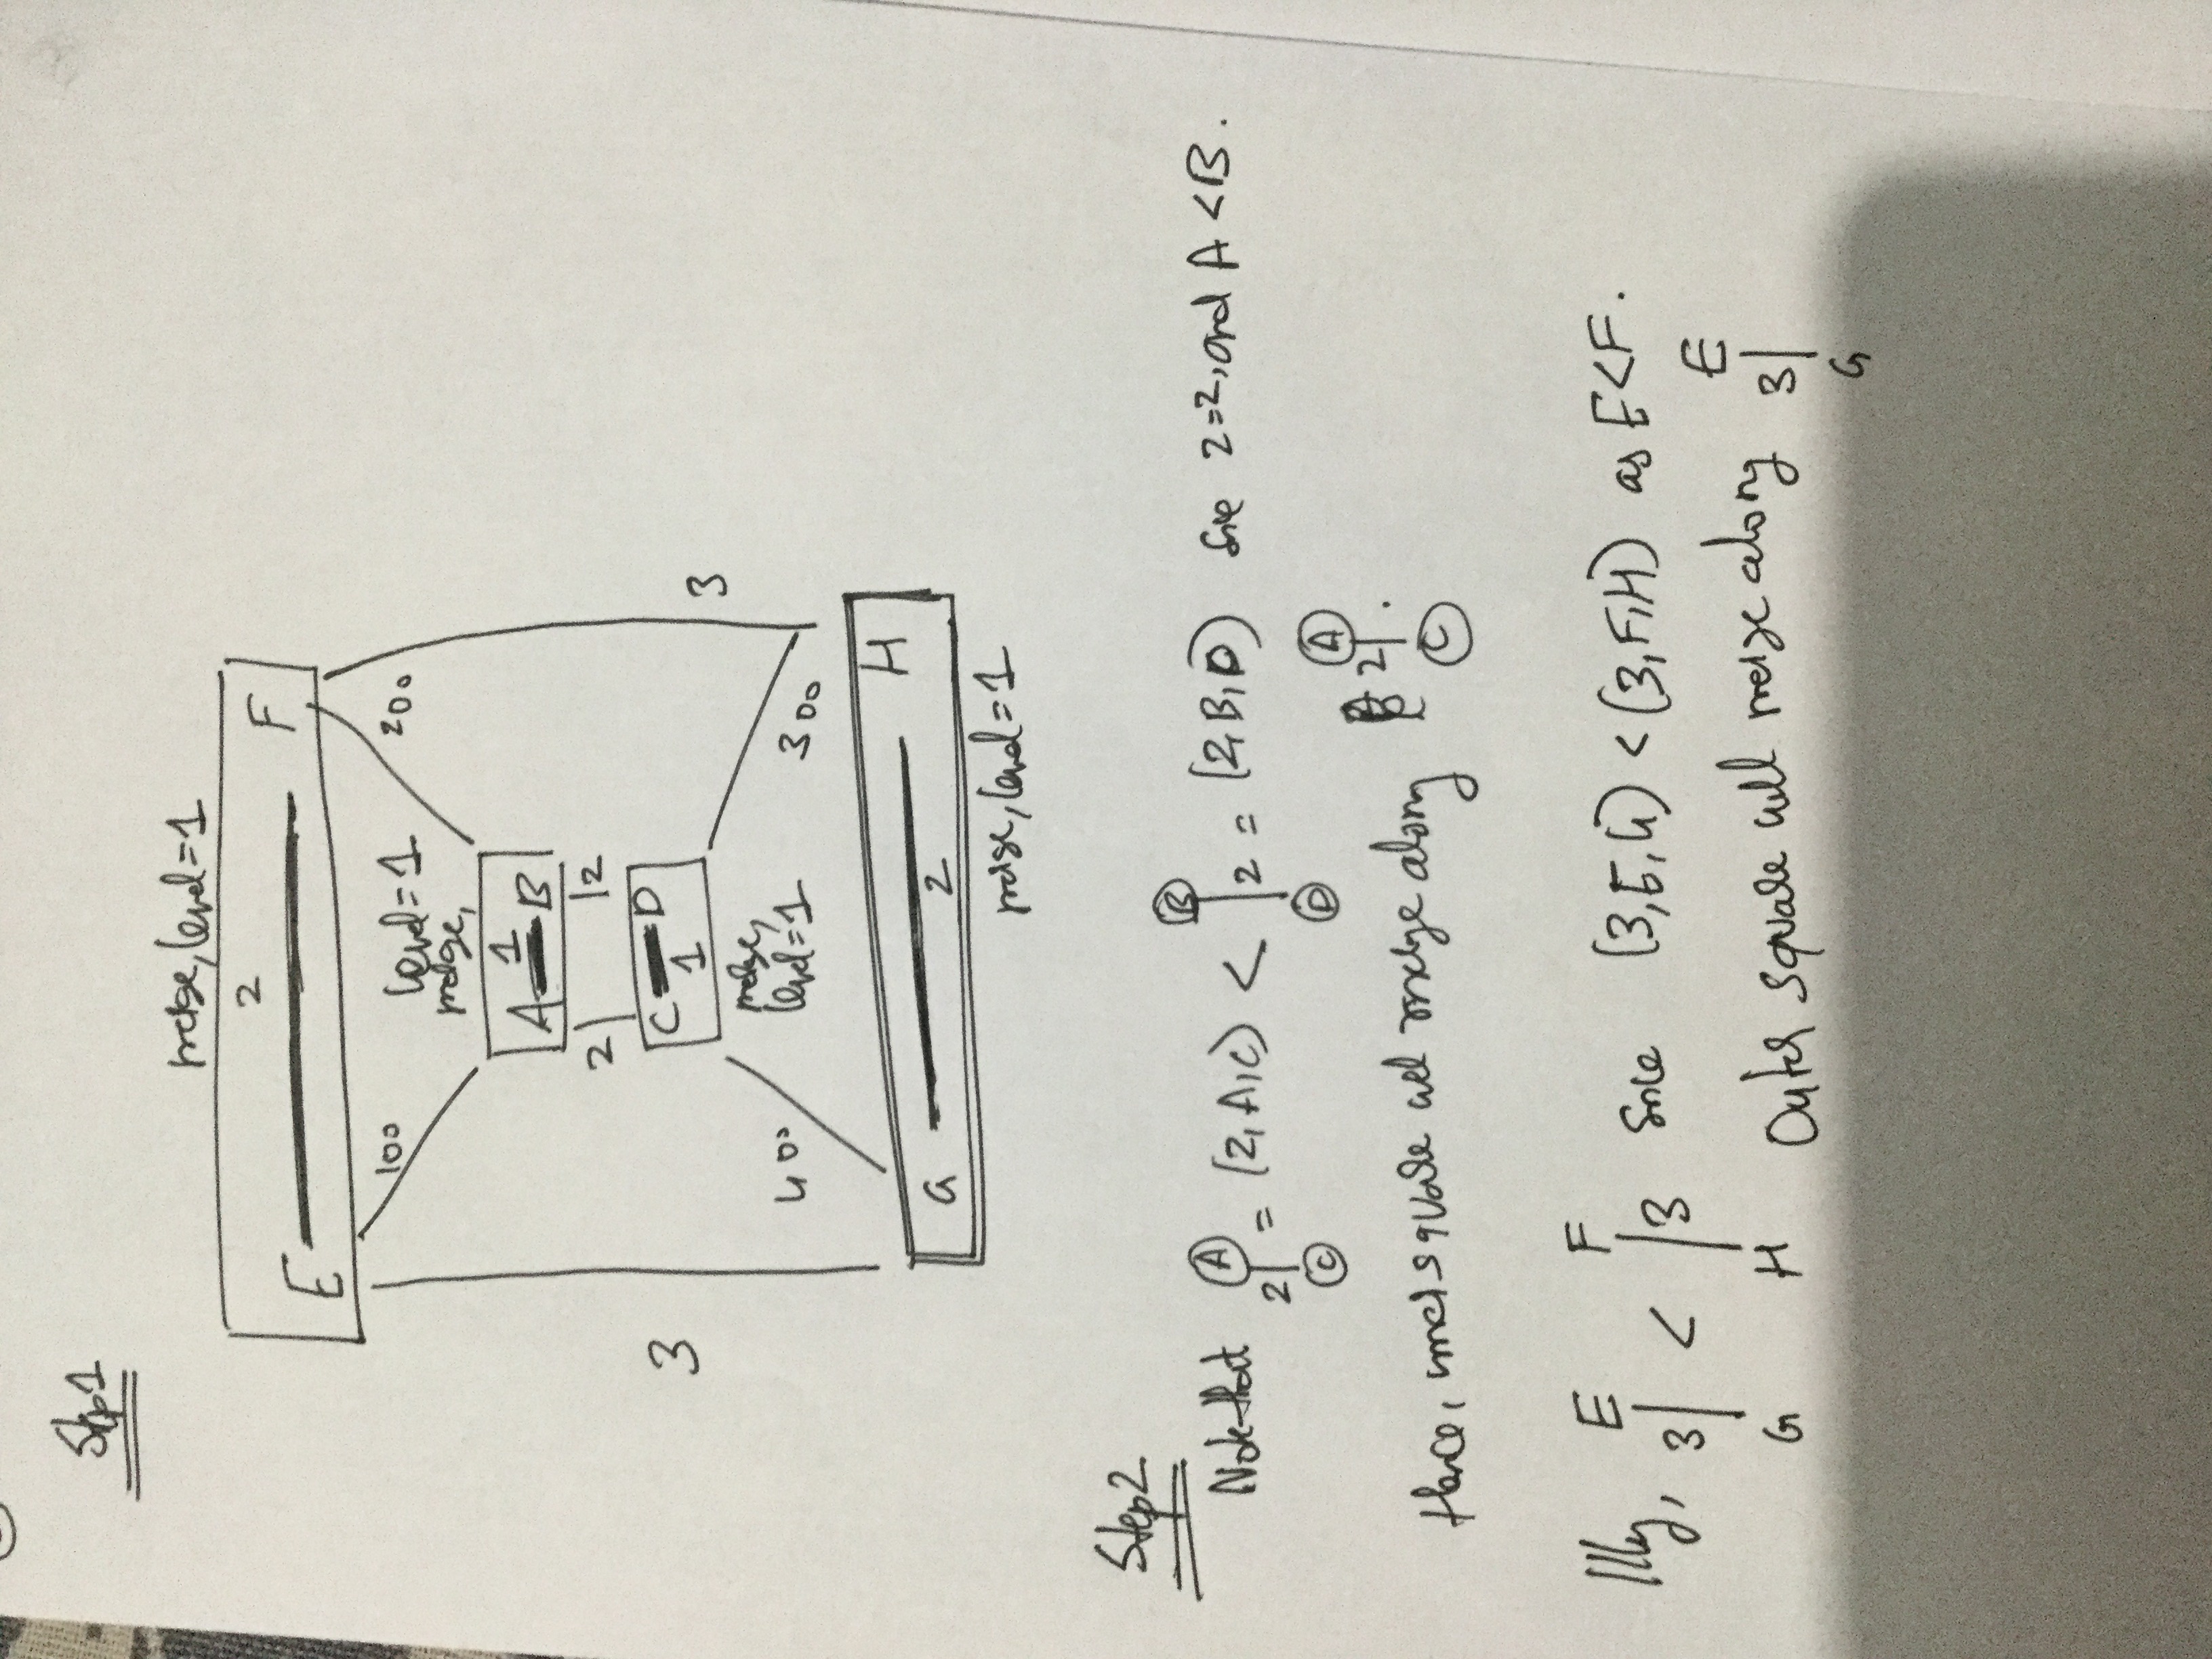 Step1
merge, level=1
2
E F
100 level=1 200
merge,
1
A B
2 2
C D
1
3 3
merge,
400 level=1 300
H
G 2
merge, level=1
Step2
Note that A 2 C = (2, A, C) < B 2 D = (2, B, D) since 2=2, and A < B.
Hence, inner square will merge along 2 A C.
Illy, E 3 G < F 3 H since (3, E, G) < (3, F, H) as E < F.
Outer square will merge along E 3 G